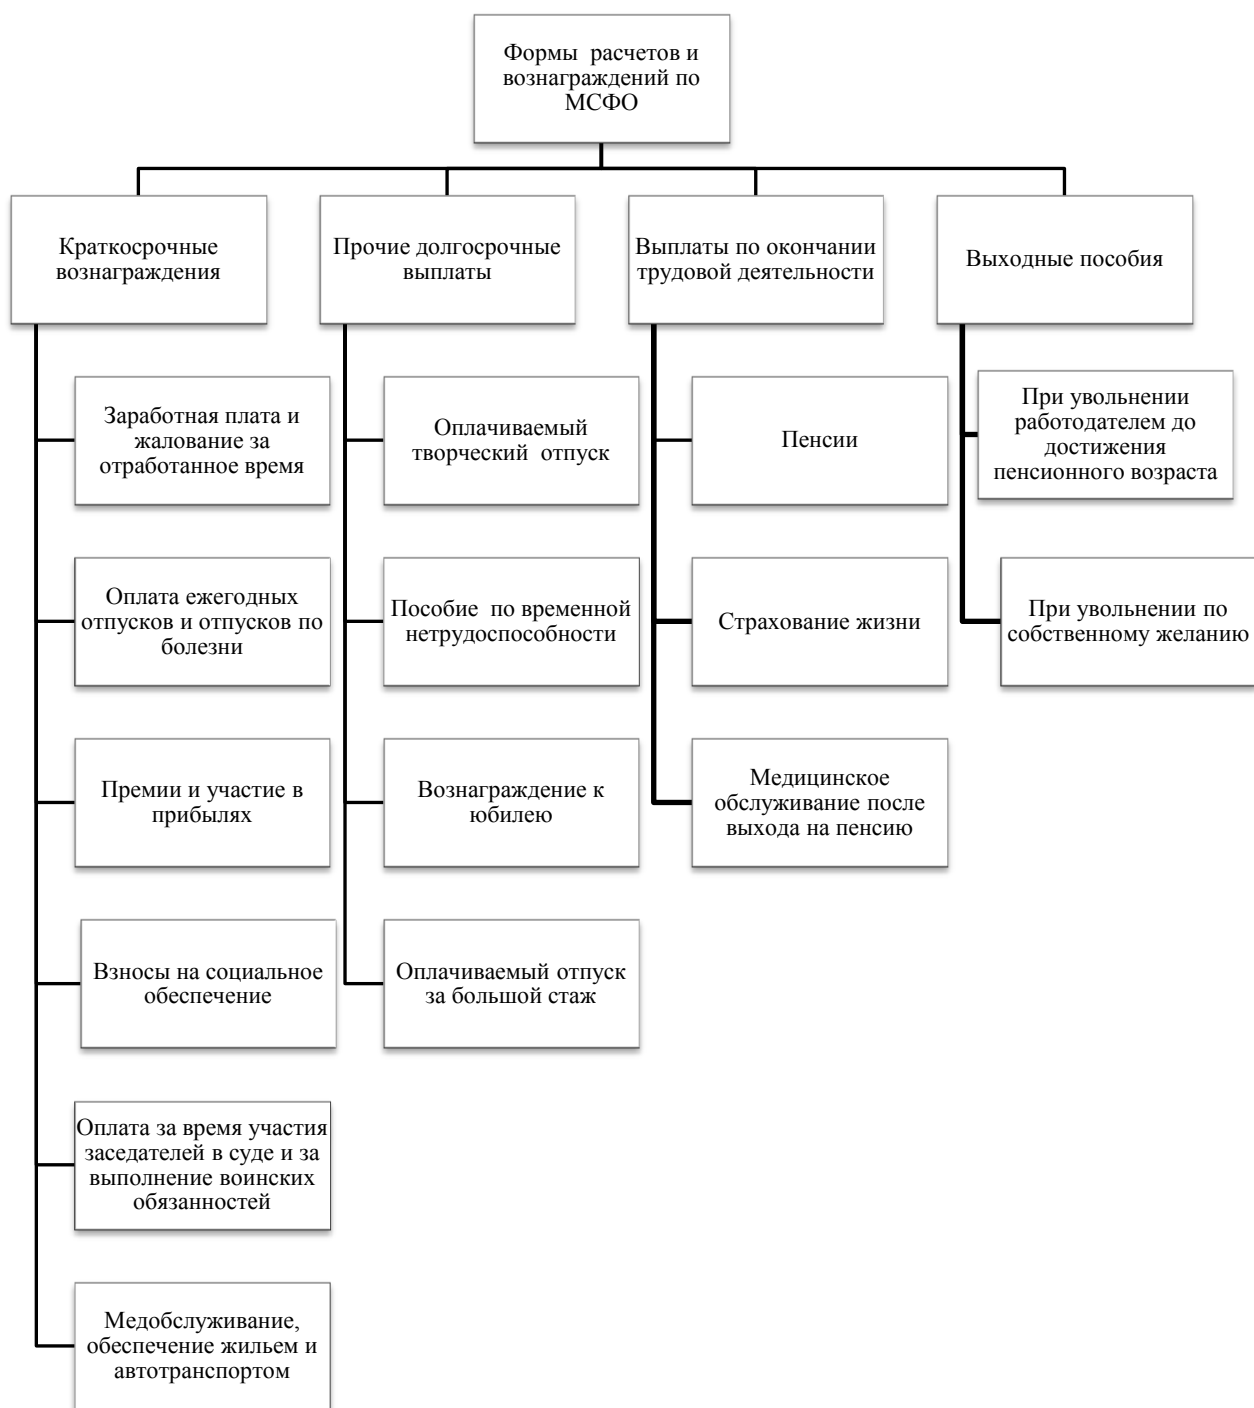 Формы расчетов и
вознаграждений по
МСФО
Краткосрочные
вознаграждения
Прочие долгосрочные
выплаты
Выплаты по окончании
трудовой деятельности
Выходные пособия
Заработная плата и
жалование за
отработанное время
Оплата ежегодных
отпусков и отпусков по
болезни
Премии и участие в
прибылях
Взносы на социальное
обеспечение
Оплата за время участия
заседателей в суде и за
выполнение воинских
обязанностей
Медобслуживание,
обеспечение жильем и
автотранспортом
Оплачиваемый
творческий отпуск
Пособие по временной
нетрудоспособности
Вознаграждение к
юбилею
Оплачиваемый отпуск
за большой стаж
Пенсии
Страхование жизни
Медицинское
обслуживание после
выхода на пенсию
При увольнении
работодателем до
достижения
пенсионного возраста
При увольнении по
собственному желанию